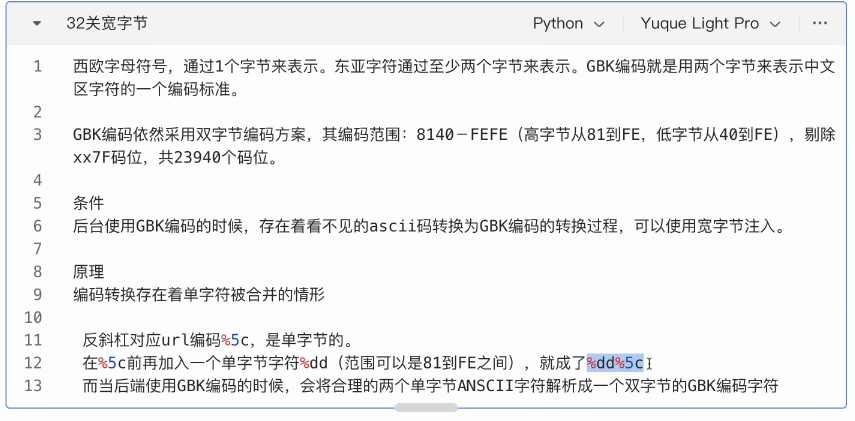 32关宽字节 Python Yuque Light Pro
1 西欧字母符号，通过1个字节来表示。东亚字符通过至少两个字节来表示。GBK编码就是用两个字节来表示中文
区字符的一个编码标准。
2
3 GBK编码依然采用双字节编码方案，其编码范围：8140－FEFE（高字节从81到FE，低字节从40到FE），剔除
xx7F码位，共23940个码位。
4
5 条件
6 后台使用GBK编码的时候，存在着看不见的ascii码转换为GBK编码的转换过程，可以使用宽字节注入。
7
8 原理
9 编码转换存在着单字符被合并的情形
10
11 反斜杠对应url编码%5c，是单字节的。
12 在%5c前再加入一个单字节字符%dd（范围可以是81到FE之间），就成了%dd%5c
13 而当后端使用GBK编码的时候，会将合理的两个单字节ANSCII字符解析成一个双字节的GBK编码字符